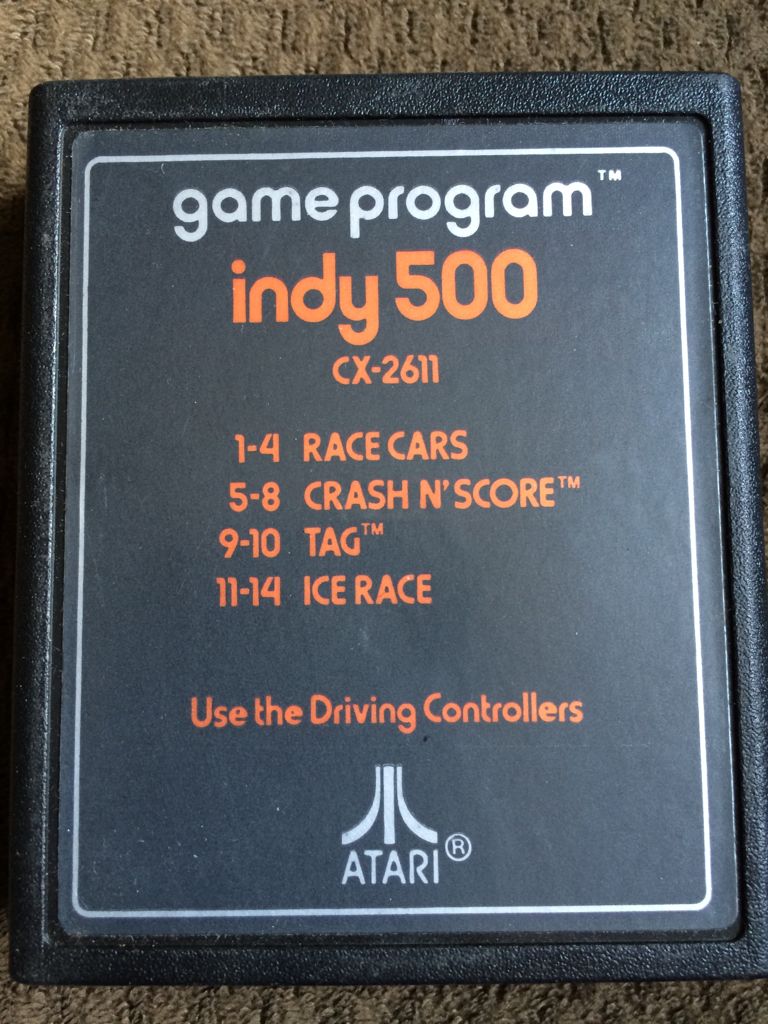 game program™
indy 500
CX-2611
1-4 RACE CARS
5-8 CRASH N' SCORE™
9-10 TAG™
11-14 ICE RACE
Use the Driving Controllers
ATARI®